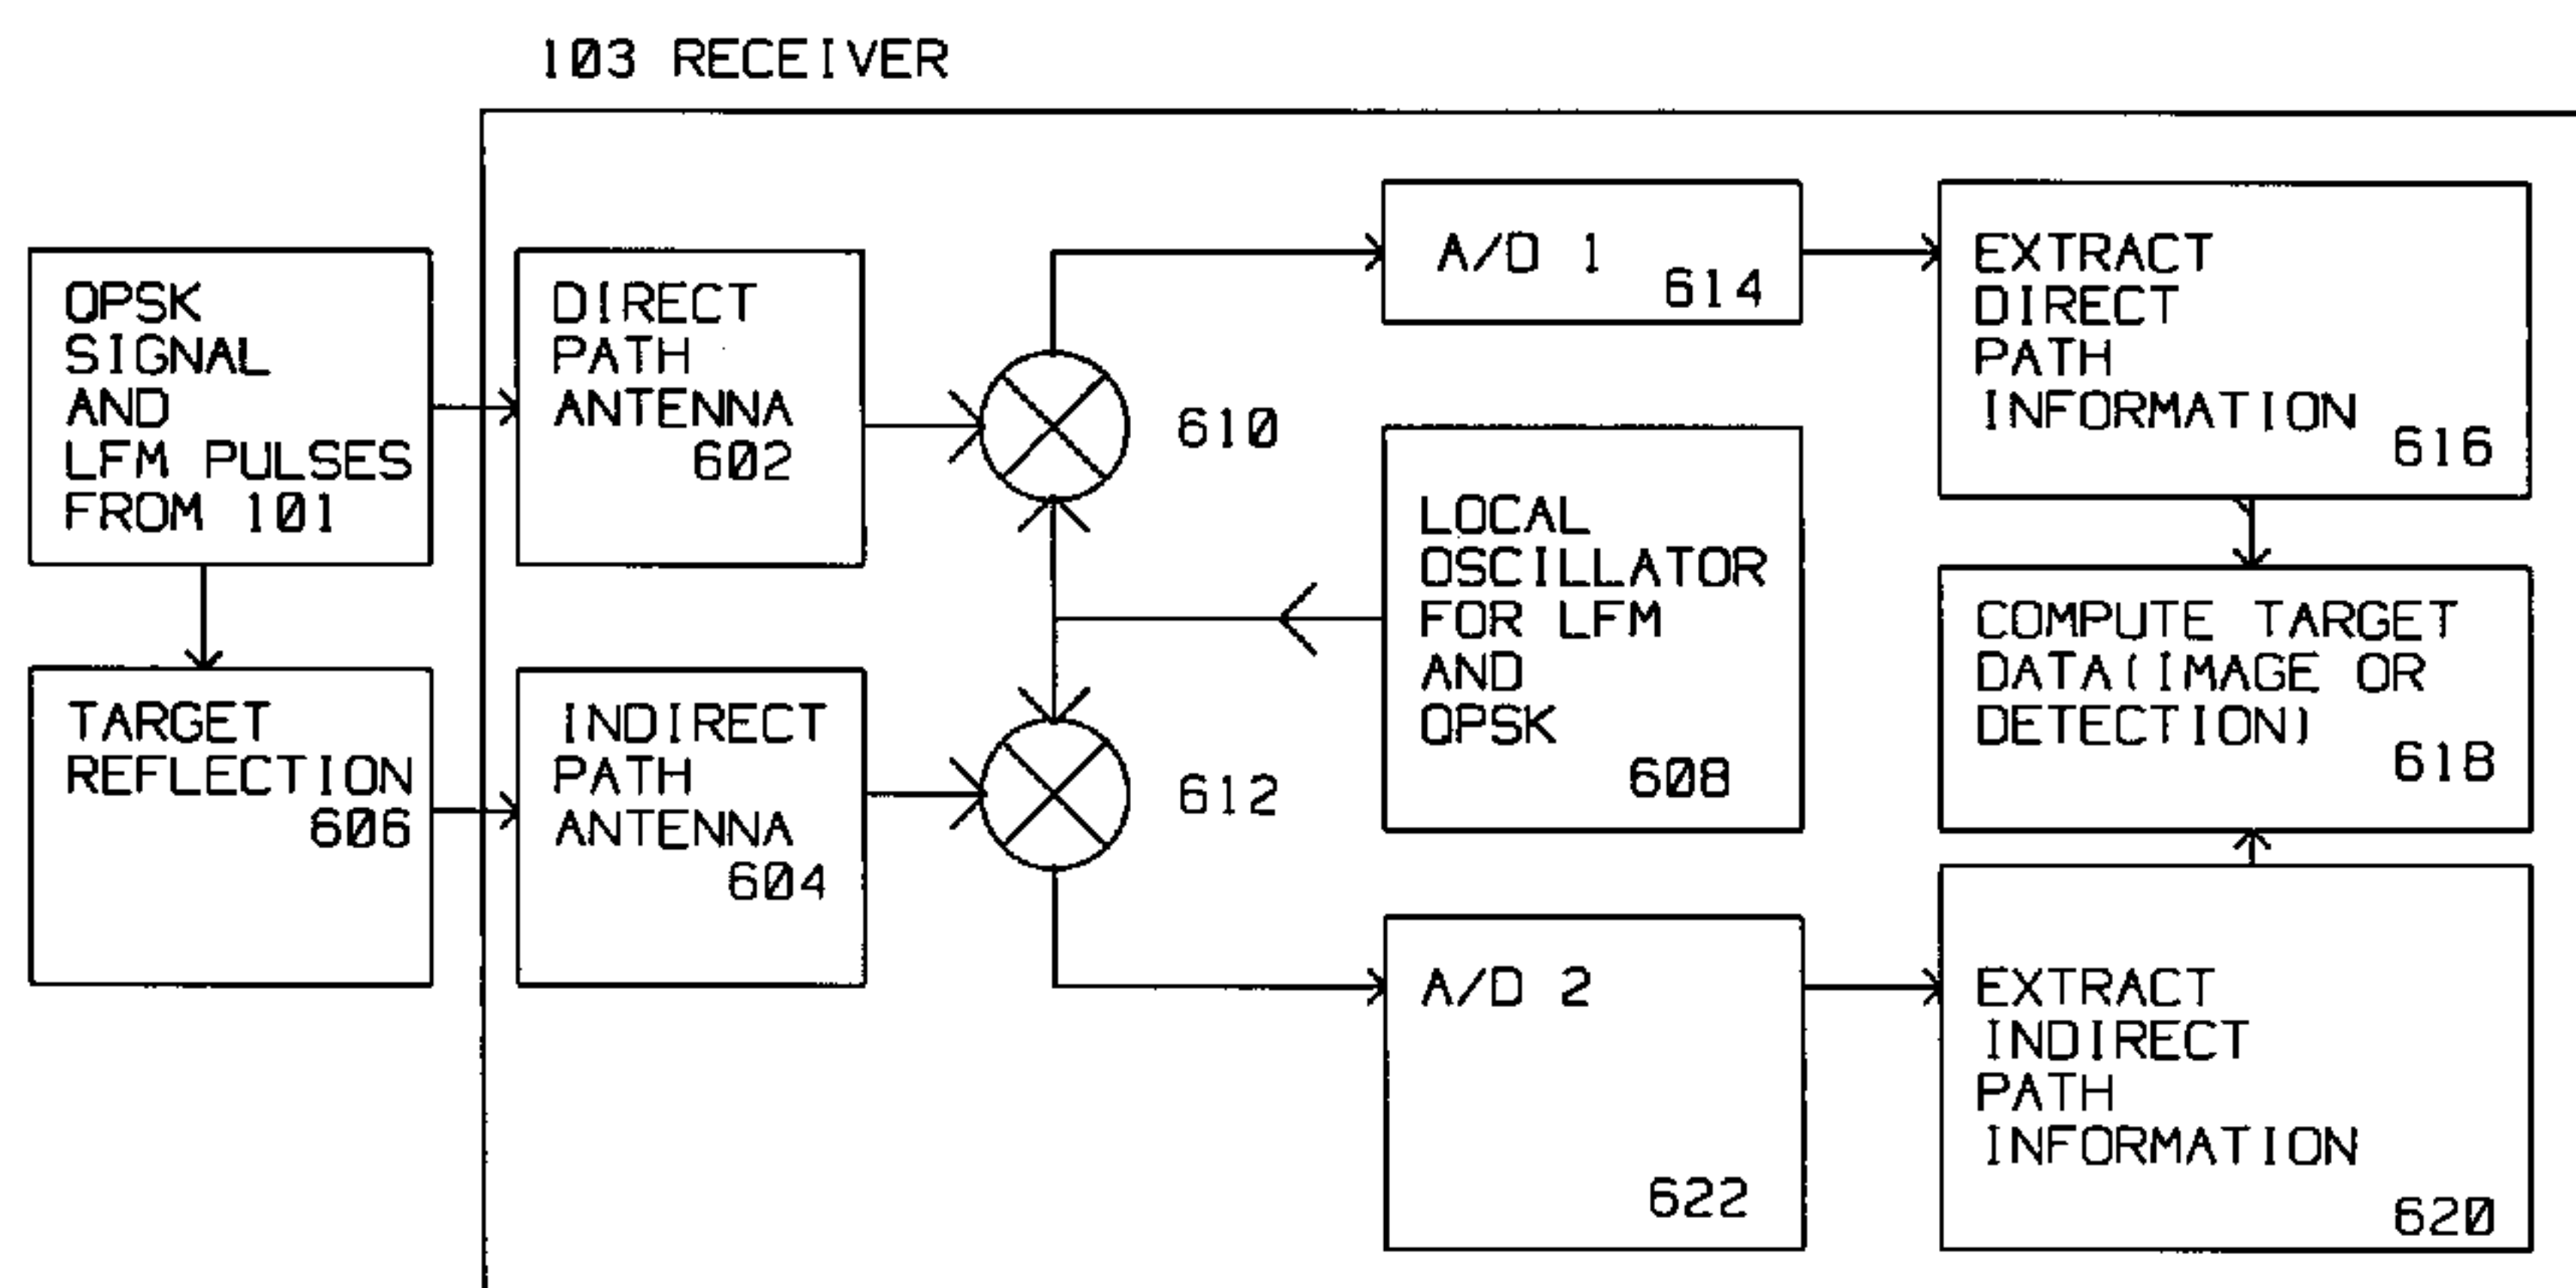 103 RECEIVER
QPSK
SIGNAL
AND
LFM PULSES
FROM 101
DIRECT
PATH
ANTENNA
602
610
A/D 1
614
EXTRACT
DIRECT
PATH
INFORMATION
616
TARGET
REFLECTION
606
INDIRECT
PATH
ANTENNA
604
612
LOCAL
OSCILLATOR
FOR LFM
AND
QPSK
608
COMPUTE TARGET
DATA(IMAGE OR
DETECTION)
618
A/D 2
622
EXTRACT
INDIRECT
PATH
INFORMATION
620